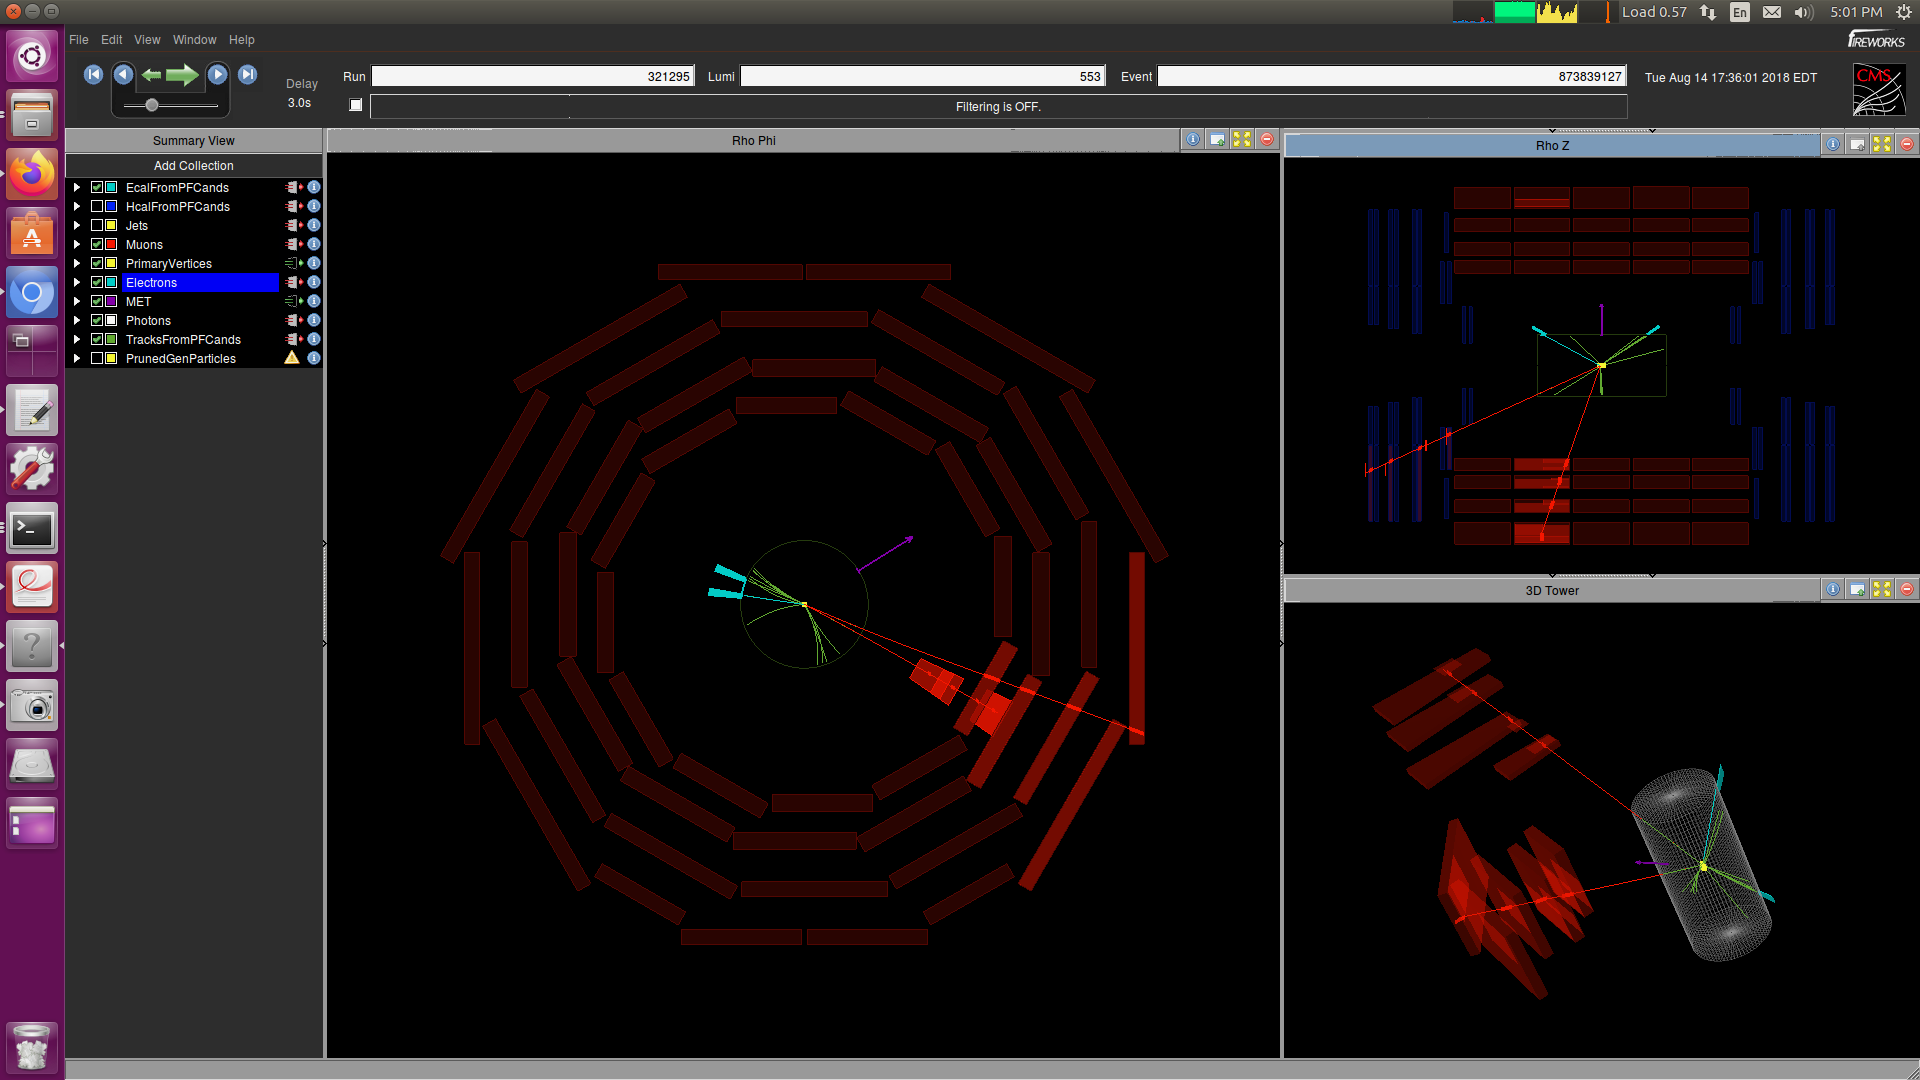 Load 0.57
En
5:01 PM
File Edit View Window Help
FIREWORKS
Delay
3.0s
Run 321295 Lumi 553 Event 873839127 Tue Aug 14 17:36:01 2018 EDT
CMS
Filtering is OFF.
Summary View
Add Collection
EcalFromPFCands
HcalFromPFCands
Jets
Muons
PrimaryVertices
Electrons
MET
Photons
TracksFromPFCands
PrunedGenParticles
Rho Phi
Rho Z
3D Tower